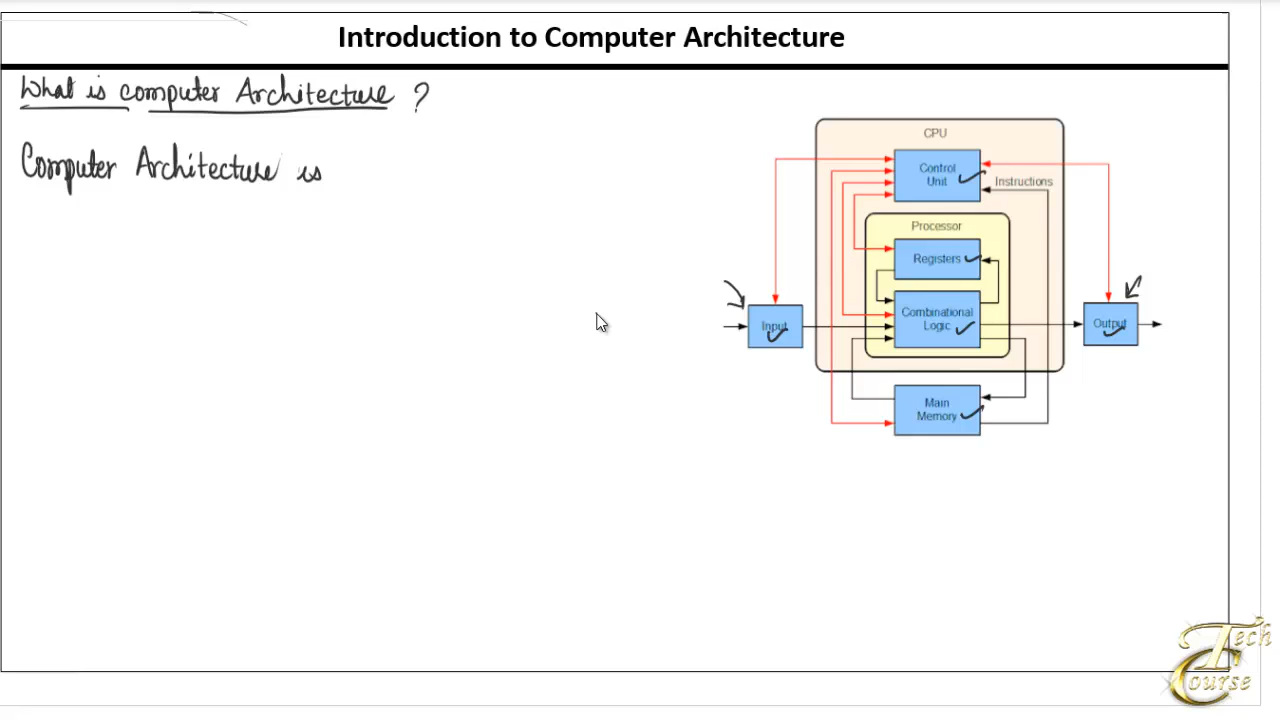 Introduction to Computer Architecture
What is computer Architecture ?
Computer Architecture is
CPU
Control
Unit
Instructions
Processor
Registers
Combinational
Logic
Input
Output
Main
Memory
Tech
Course